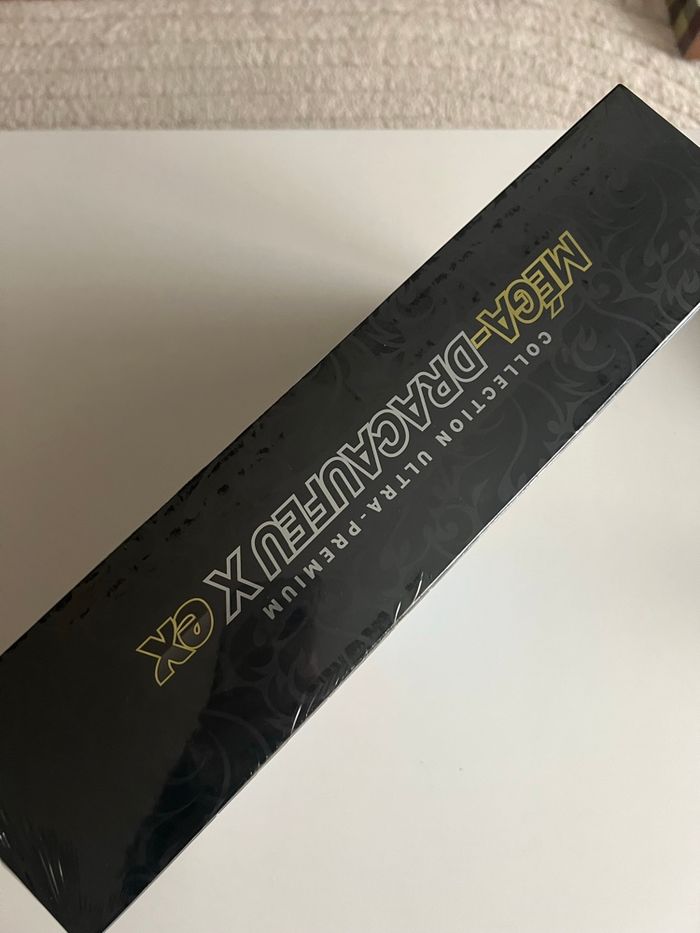 MÉGA-DRACAUFEU X ex
COLLECTION ULTRA-PREMIUM